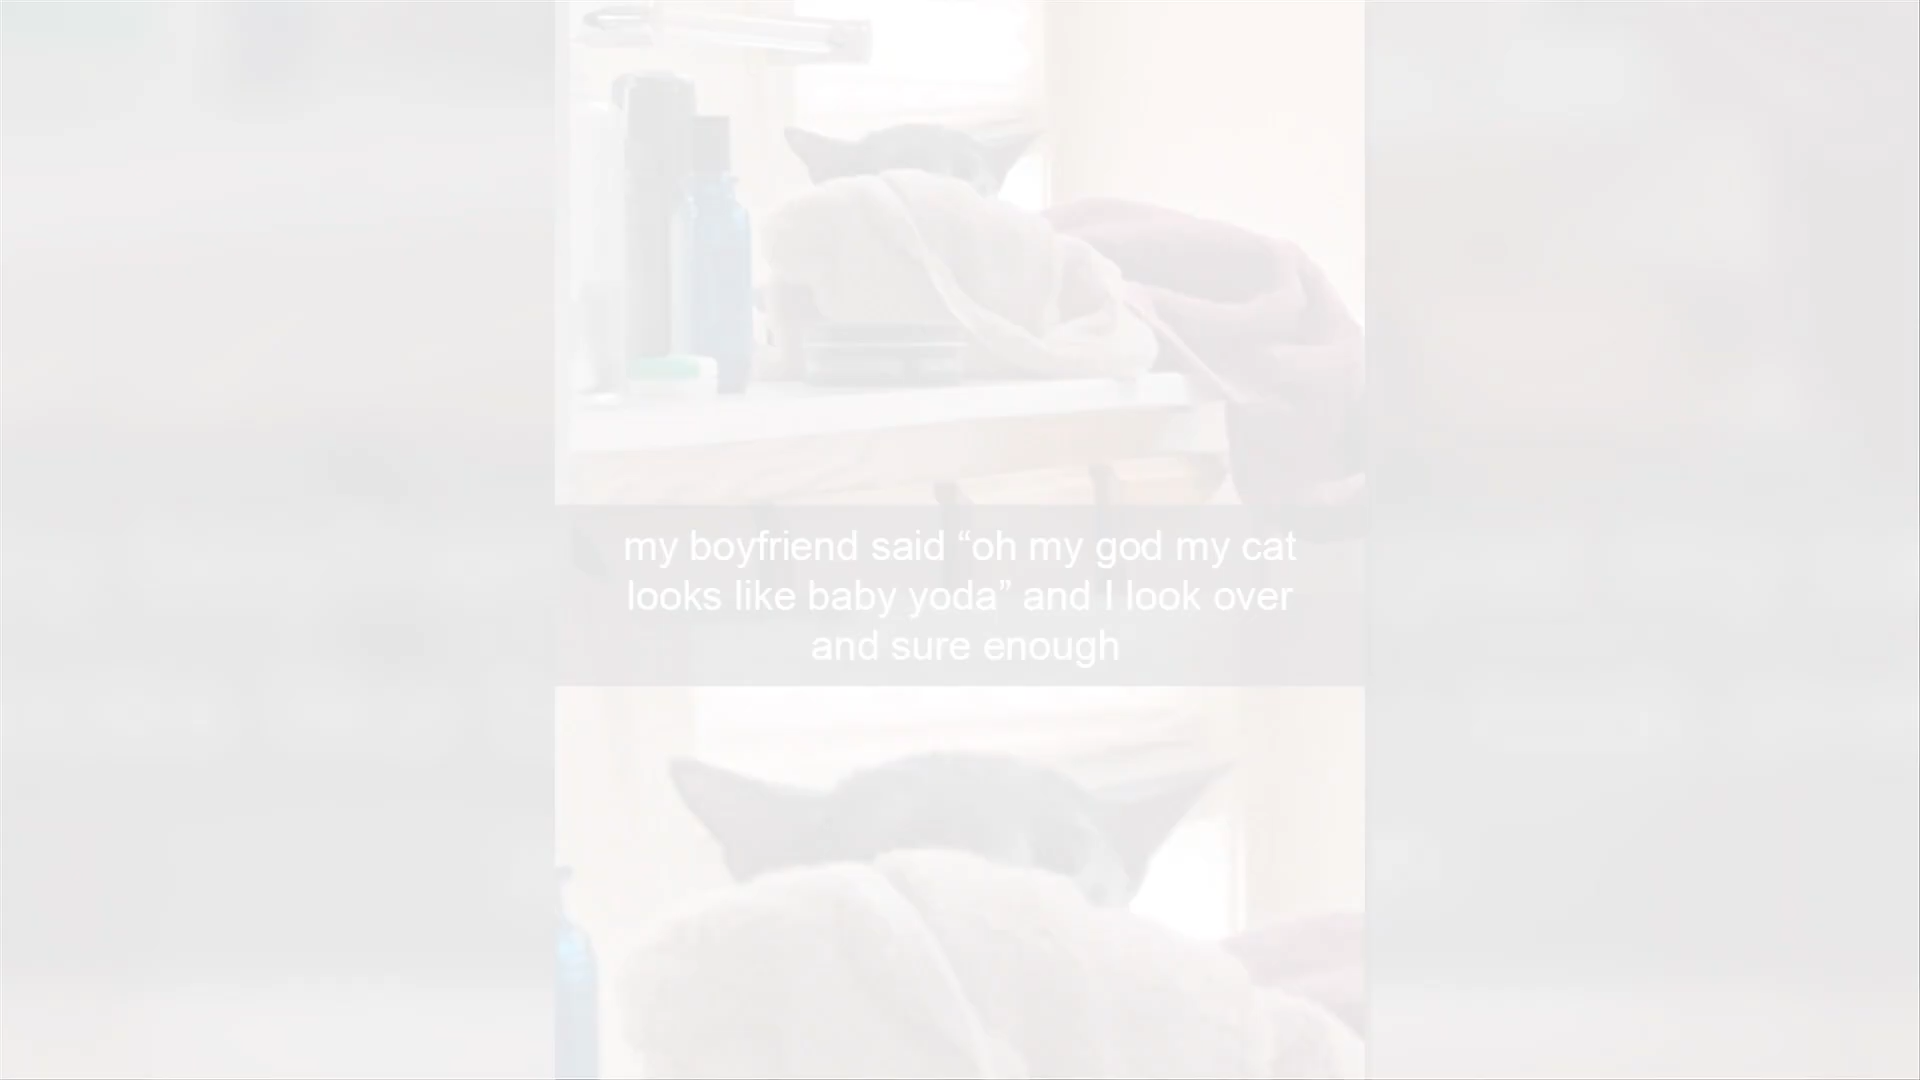 my boyfriend said “oh my god my cat
looks like baby yoda” and I look over
and sure enough